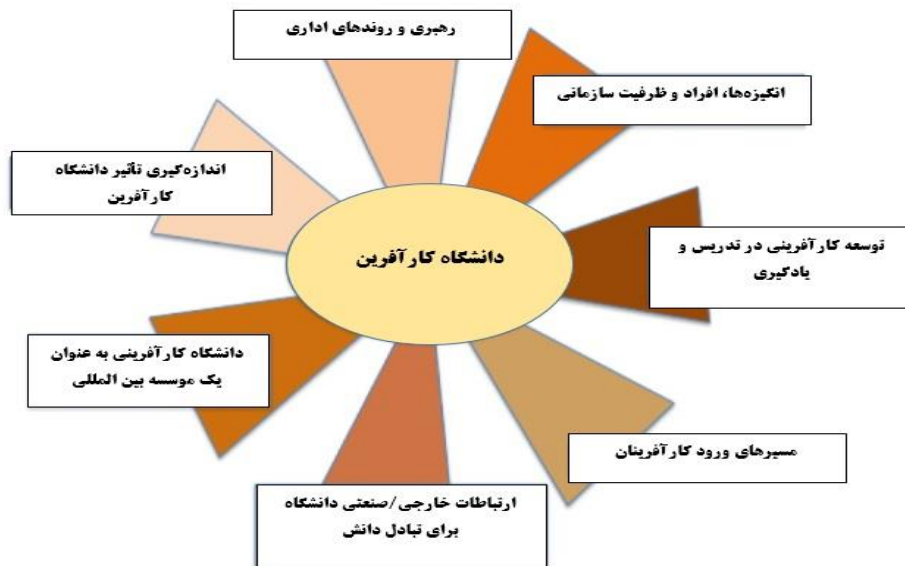 رهبری و روندهای اداری
انگیزه‌ها، افراد و ظرفیت سازمانی
اندازه‌گیری تأثیر دانشگاه
کارآفرین
دانشگاه کارآفرین
توسعه کارآفرینی در تدریس و
یادگیری
دانشگاه کارآفرینی به عنوان
یک موسسه بین المللی
مسیرهای ورود کارآفرینان
ارتباطات خارجی/صنعتی دانشگاه
برای تبادل دانش